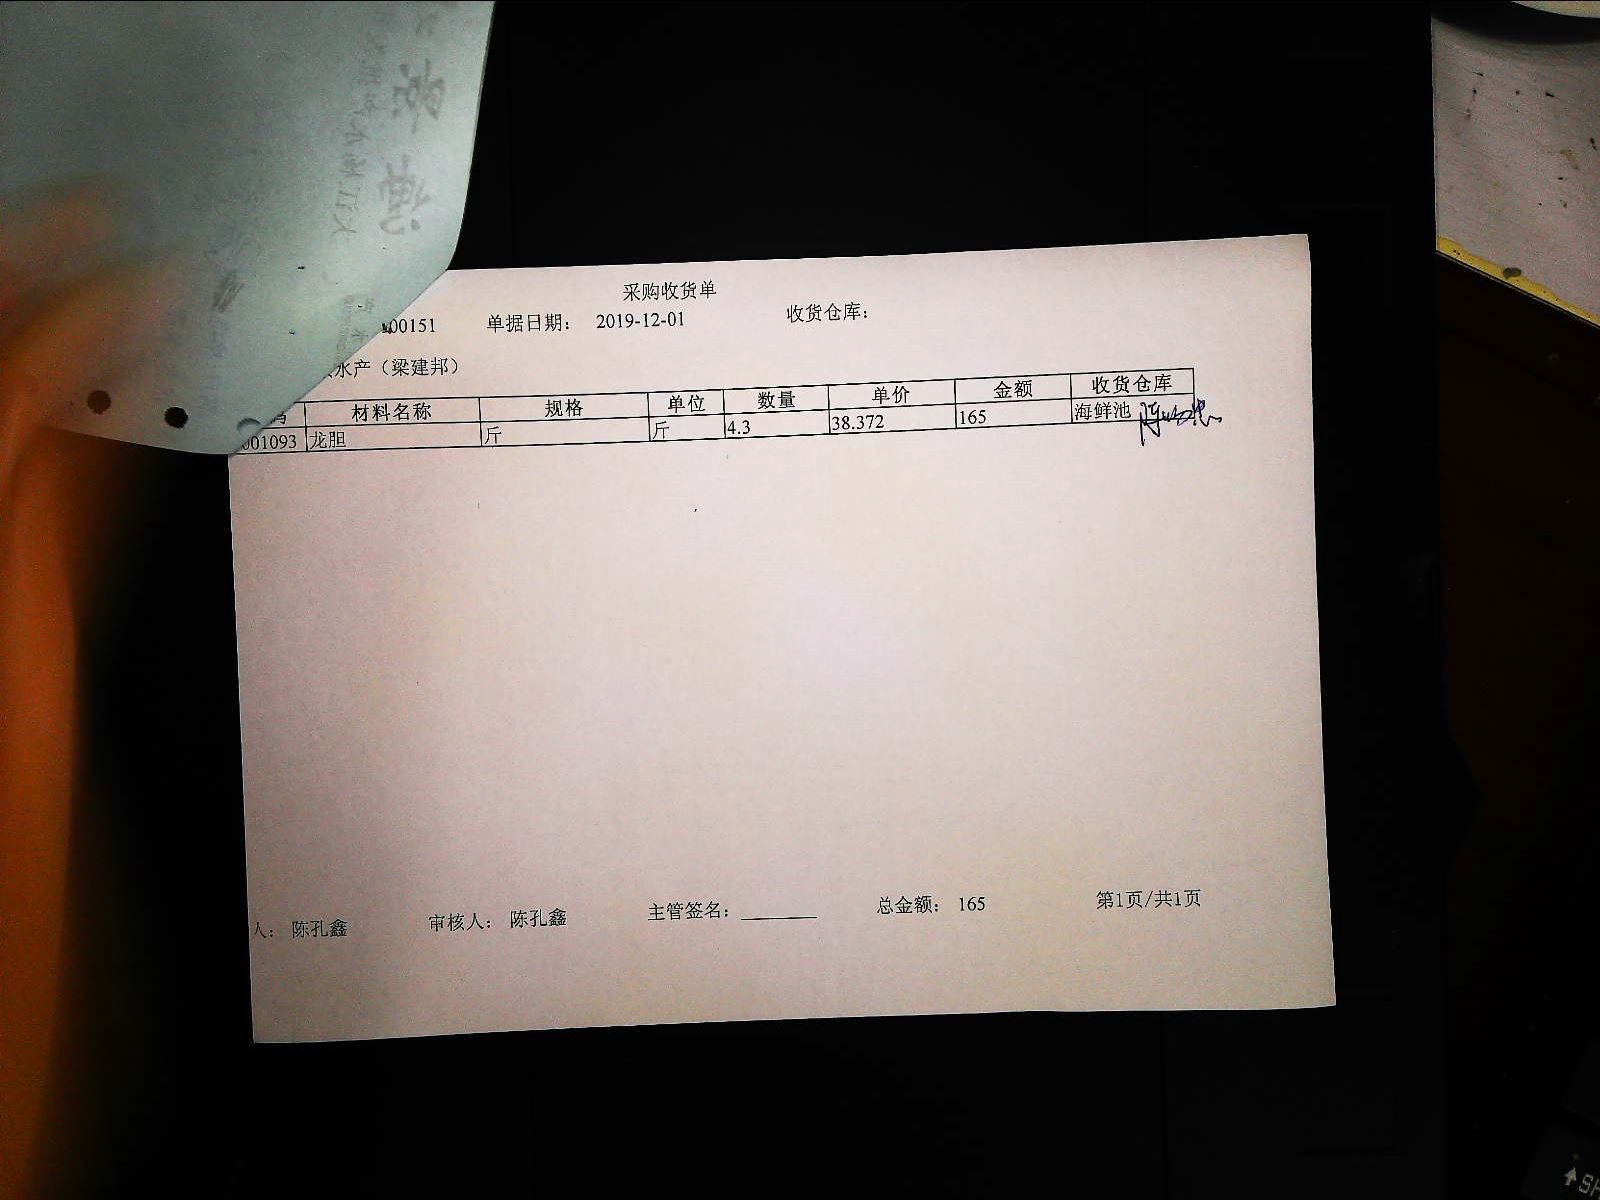 采购收货单
00151 单据日期： 2019-12-01 收货仓库：
水产（梁建邦）
材料名称 规格 单位 数量 单价 金额 收货仓库
001093 龙胆 斤 斤 4.3 38.372 165 海鲜池
人： 陈孔鑫 审核人： 陈孔鑫 主管签名： 总金额： 165 第1页/共1页